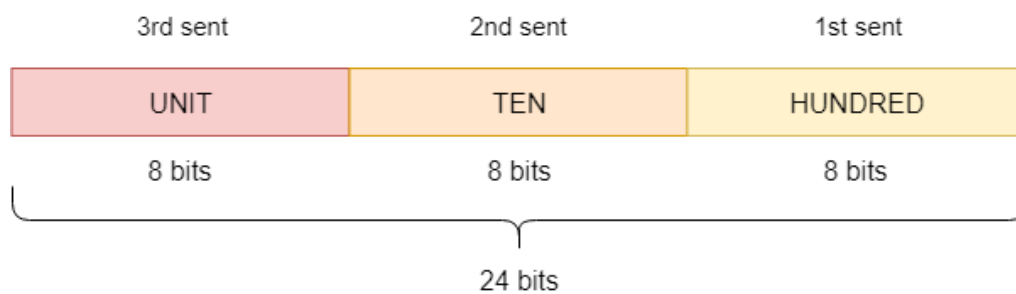 3rd sent 2nd sent 1st sent
UNIT TEN HUNDRED
8 bits 8 bits 8 bits
24 bits